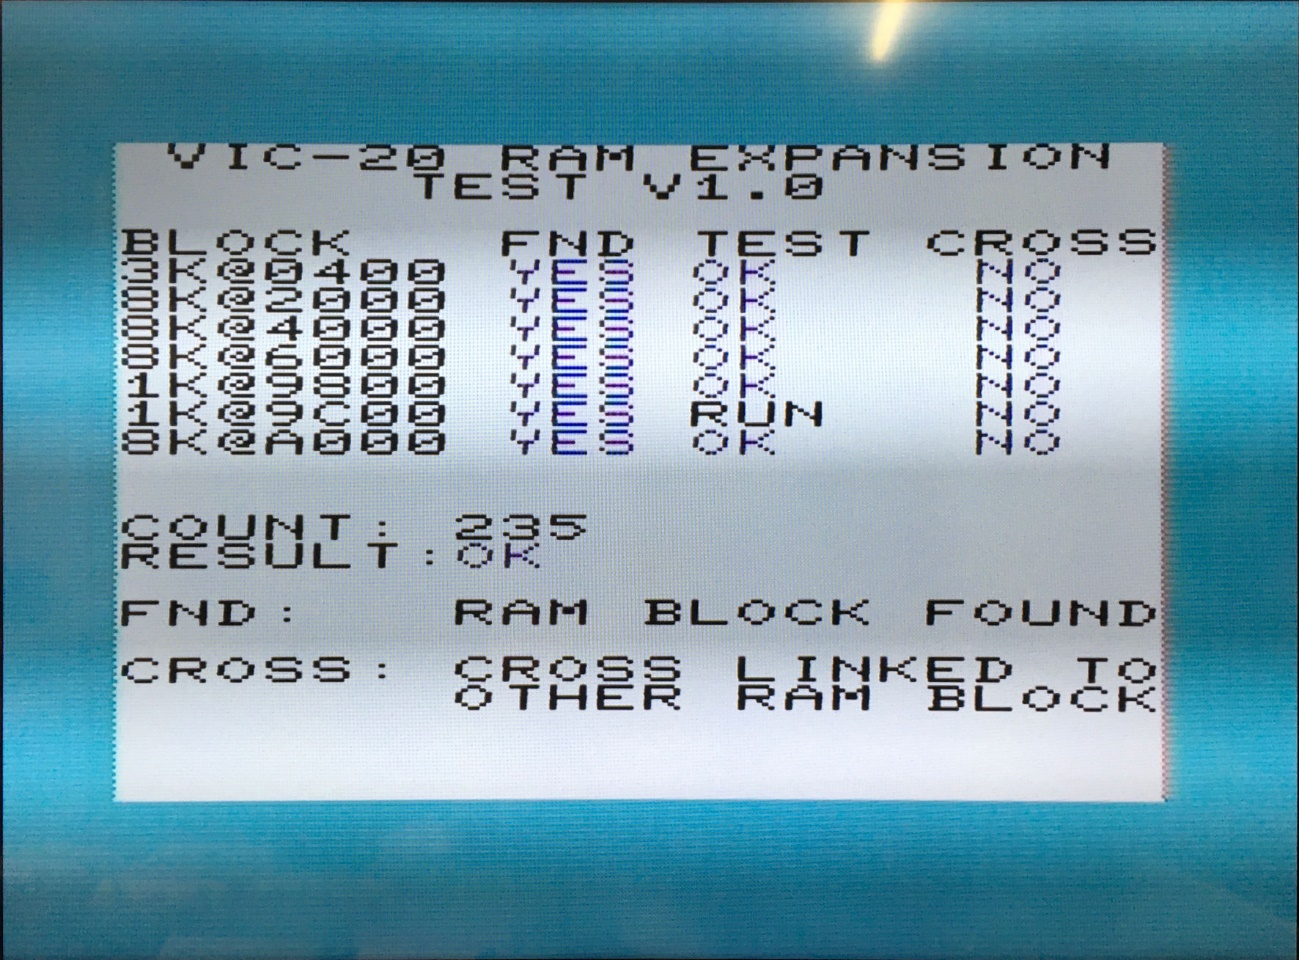 VIC-20 RAM EXPANSION
TEST V1.0
BLOCK FND TEST CROSS
3K@0400 YES OK NO
8K@2000 YES OK NO
8K@4000 YES OK NO
8K@6000 YES OK NO
1K@9800 YES OK NO
1K@9C00 YES RUN NO
8K@A000 YES OK NO
COUNT: 235
RESULT:OK
FND: RAM BLOCK FOUND
CROSS: CROSS LINKED TO
OTHER RAM BLOCK